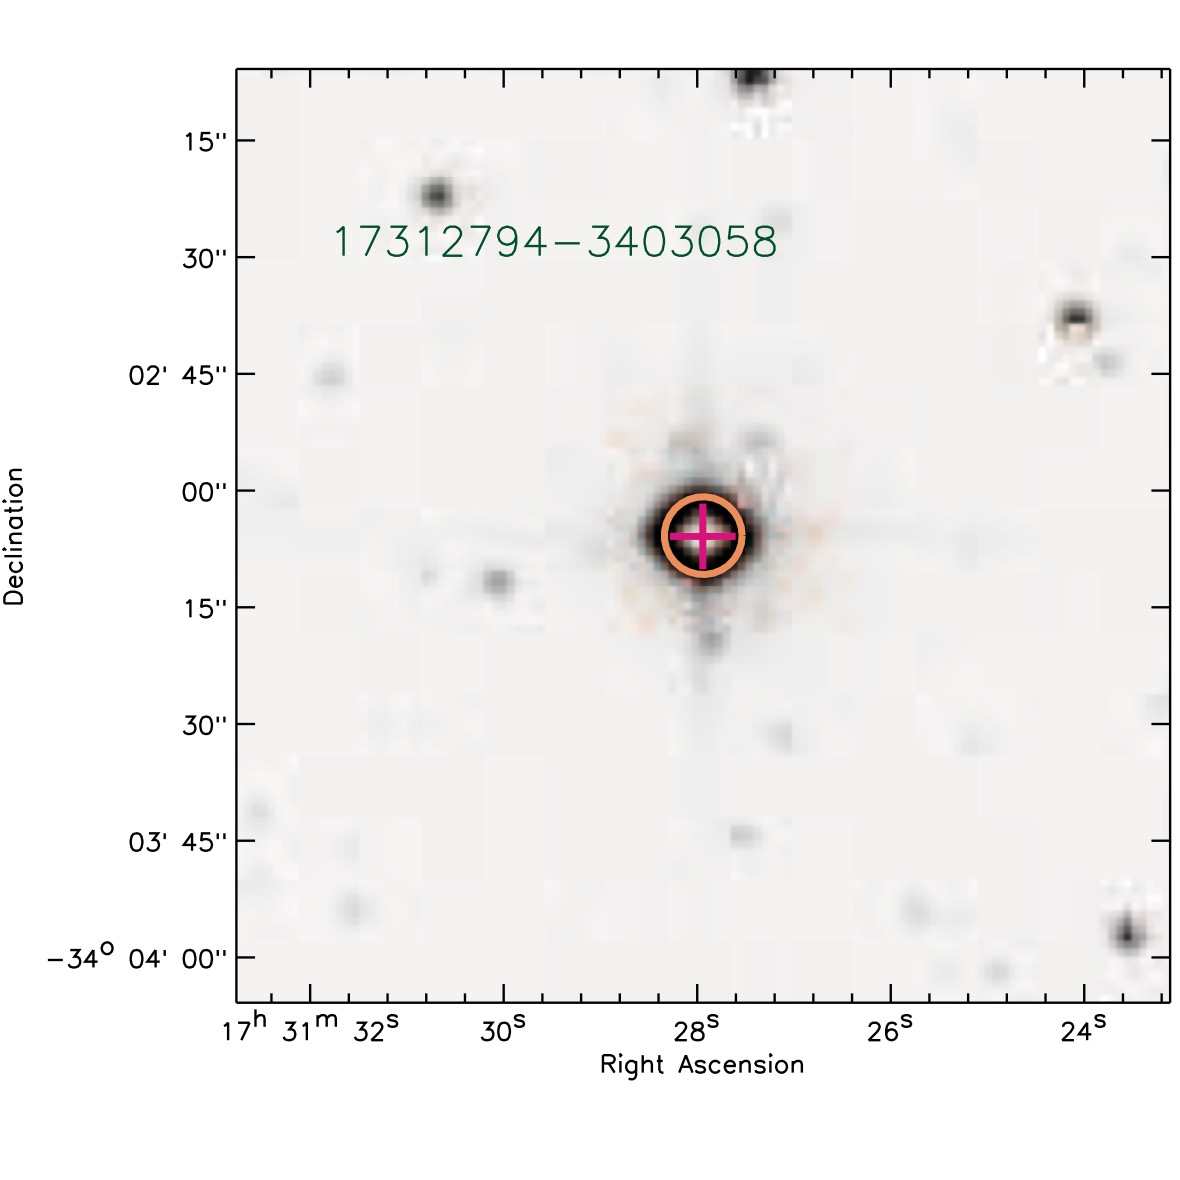 17312794-3403058
15''
30''
02' 45''
00''
15''
30''
03' 45''
-34° 04' 00''
Declination
17h 31m 32s 30s 28s 26s 24s
Right Ascension